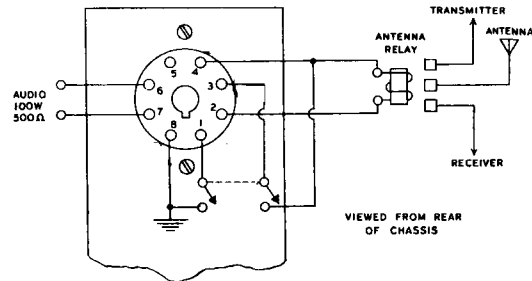 TRANSMITTER
ANTENNA
ANTENNA
RELAY
5 4
6 3
7 2
8 1
AUDIO
100W
500Ω
RECEIVER
VIEWED FROM REAR
OF CHASSIS